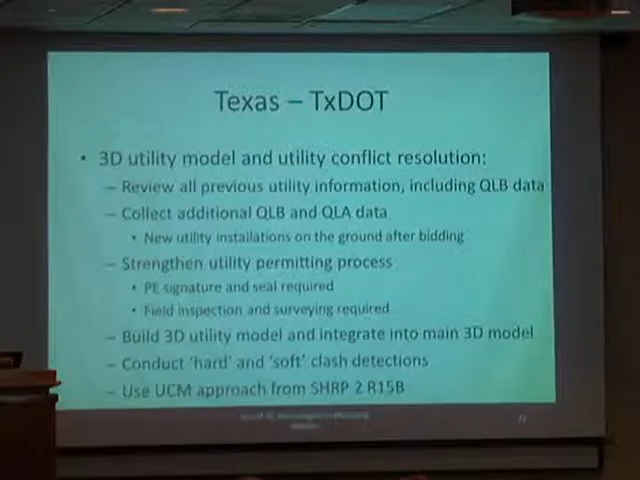 Texas – TxDOT
• 3D utility model and utility conflict resolution:
– Review all previous utility information, including QLB data
– Collect additional QLB and QLA data
• New utility installations on the ground after bidding
– Strengthen utility permitting process
• PE signature and seal required
• Field inspection and surveying required
– Build 3D utility model and integrate into main 3D model
– Conduct 'hard' and 'soft' clash detections
– Use UCM approach from SHRP 2 R15B